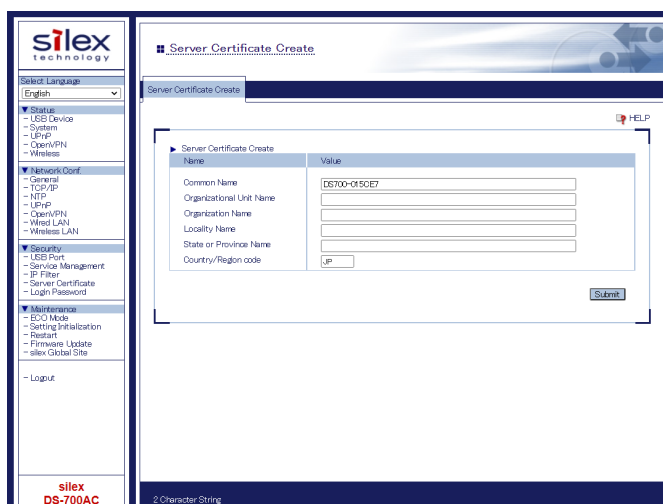 silex
technology
Select Language
English
▼ Status
– USB Device
– System
– UPnP
– OpenVPN
– Wireless
▼ Network Conf.
– General
– TCP/IP
– NTP
– UPnP
– OpenVPN
– Wired LAN
– Wireless LAN
▼ Security
– USB Port
– Service Management
– IP Filter
– Server Certificate
– Login Password
▼ Maintenance
– ECO Mode
– Setting Initialization
– Restart
– Firmware Update
– silex Global Site
– Logout
silex
DS-700AC
Server Certificate Create
Server Certificate Create
HELP
Server Certificate Create
Name Value
Common Name DS700-015CE7
Organizational Unit Name
Organization Name
Locality Name
State or Province Name
Country/Region code JP
Submit
2 Character String